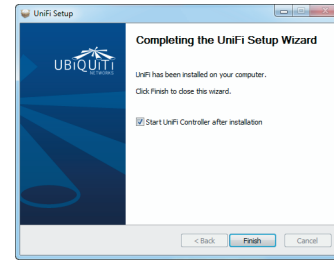 UniFi Setup
Completing the UniFi Setup Wizard
UBiQUiTi
NETWORKS
UniFi has been installed on your computer.
Click Finish to close this wizard.
Start UniFi Controller after installation
< Back
Finish
Cancel